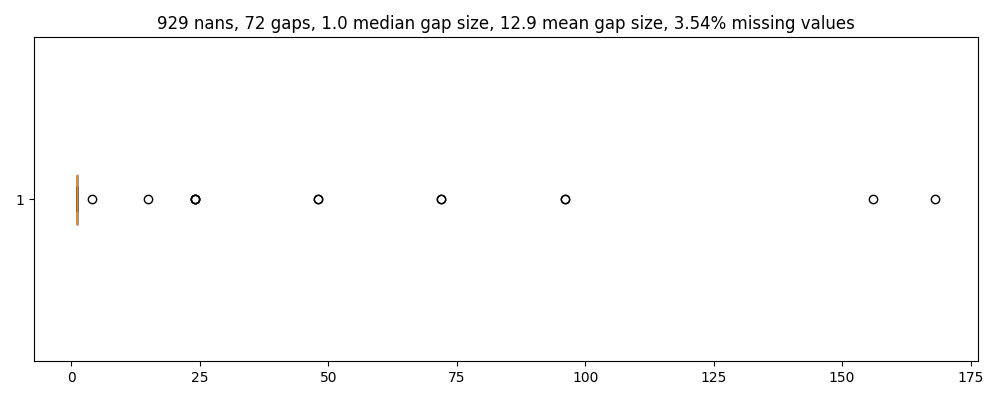 929 nans, 72 gaps, 1.0 median gap size, 12.9 mean gap size, 3.54% missing values
1
0 25 50 75 100 125 150 175